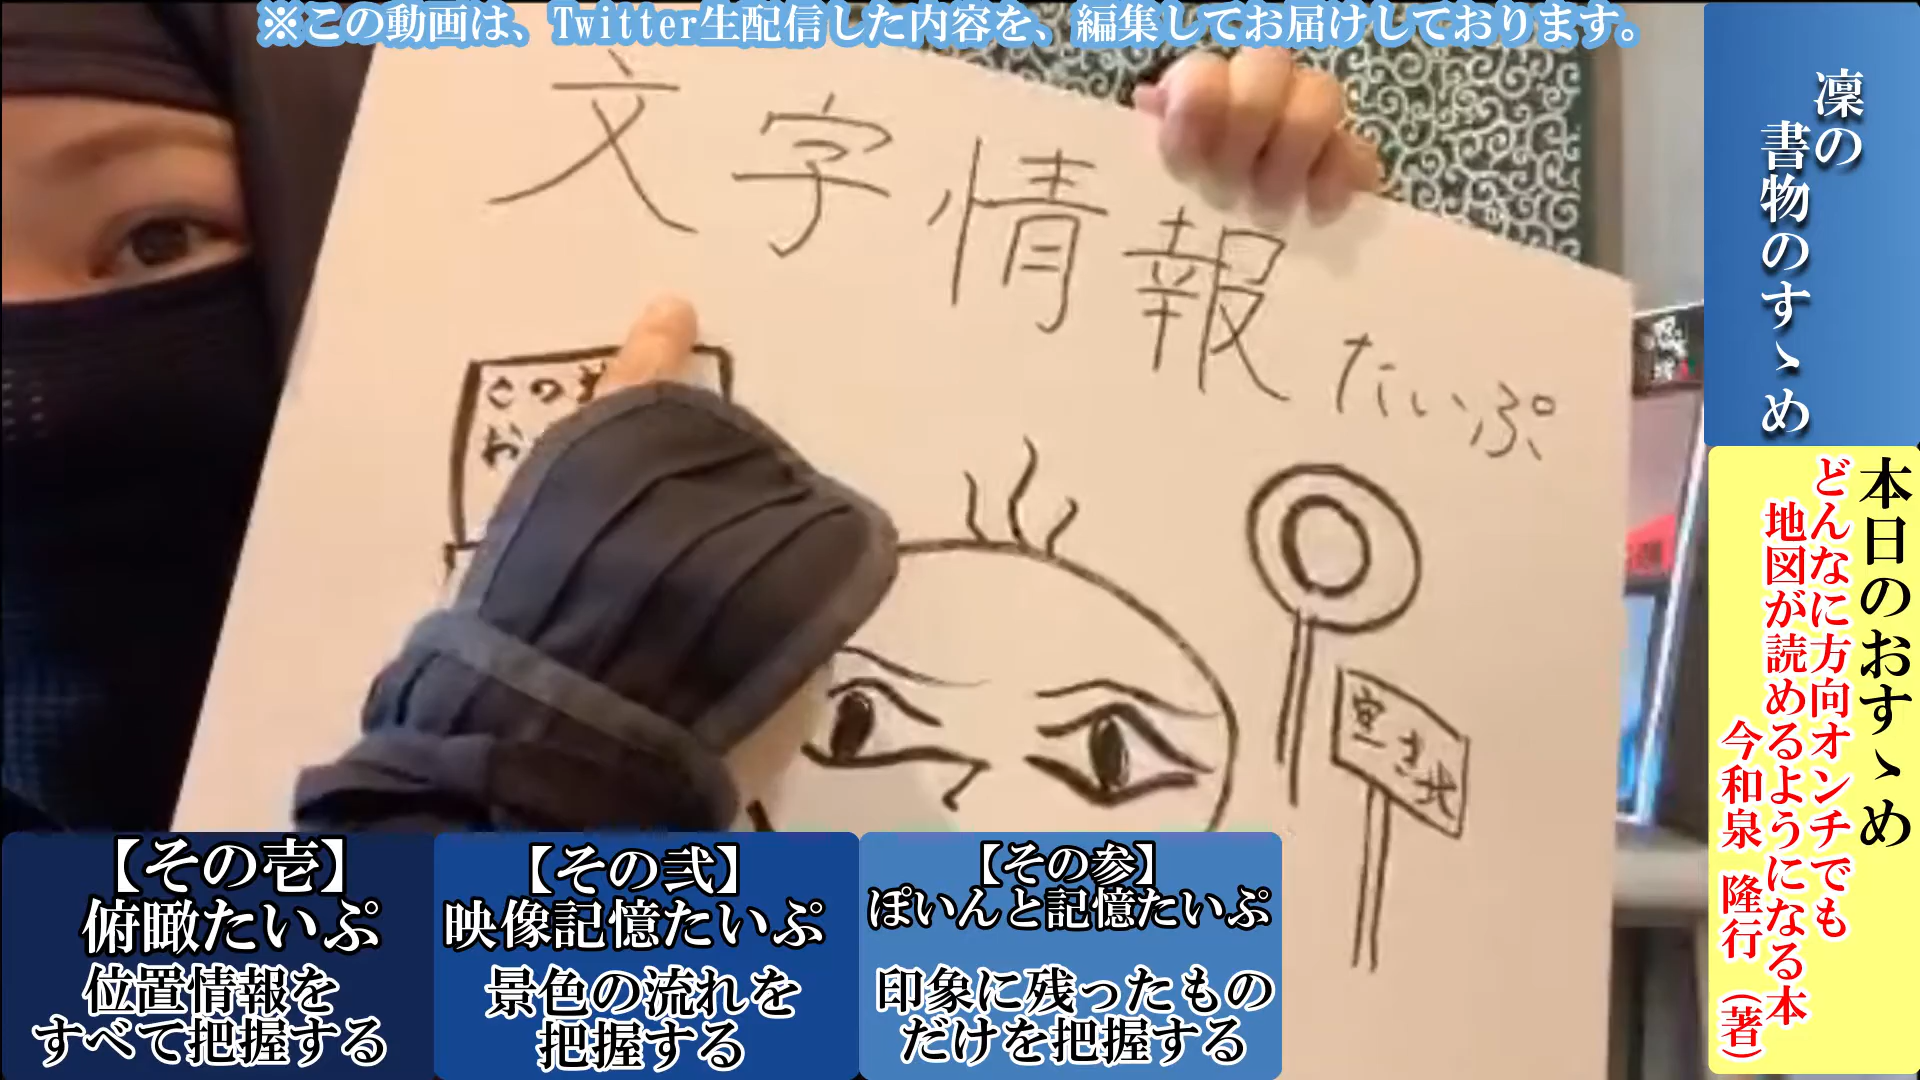 ※この動画は、Twitter生配信した内容を、編集してお届けしております。
凜の
書物のすゝめ
本日のおすゝめ
どんなに方向オンチでも
地図が読めるようになる本
今和泉 隆行 （著）
文字情報たいぷ
この
お
空き地
【その壱】
俯瞰たいぷ
位置情報を
すべて把握する
【その弐】
映像記憶たいぷ
景色の流れを
把握する
【その参】
ぽいんと記憶たいぷ
印象に残ったもの
だけを把握する